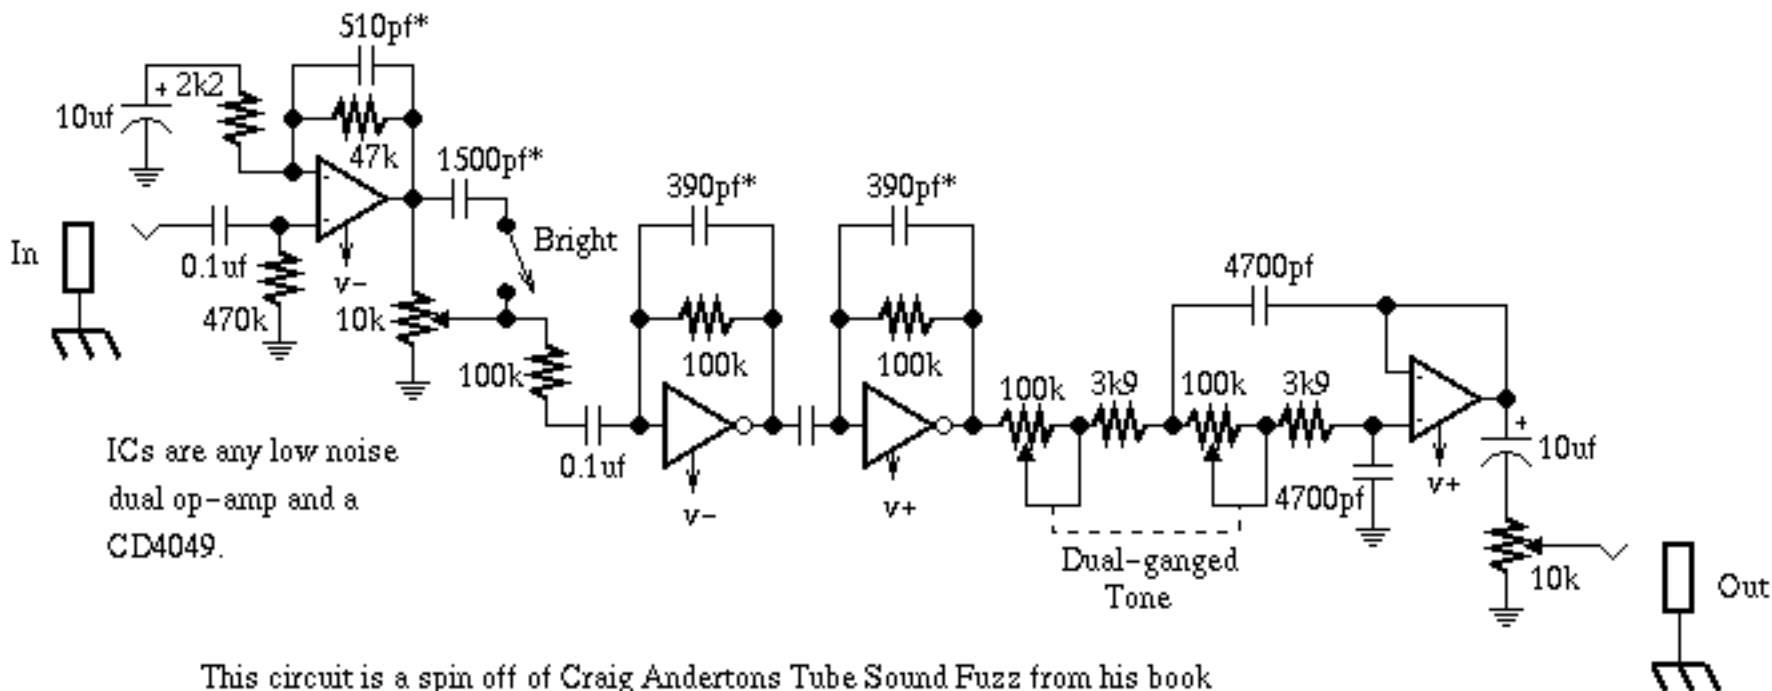 510pf*
+ 2k2
10uf
47k
1500pf*
390pf*
390pf*
In
0.1uf
v-
Bright
4700pf
470k
10k
100k
100k
100k
100k
3k9
100k
3k9
ICs are any low noise
dual op-amp and a
CD4049.
0.1uf
v-
v+
4700pf
v+
+
10uf
Dual-ganged
Tone
10k
Out
This circuit is a spin off of Craig Andertons Tube Sound Fuzz from his book